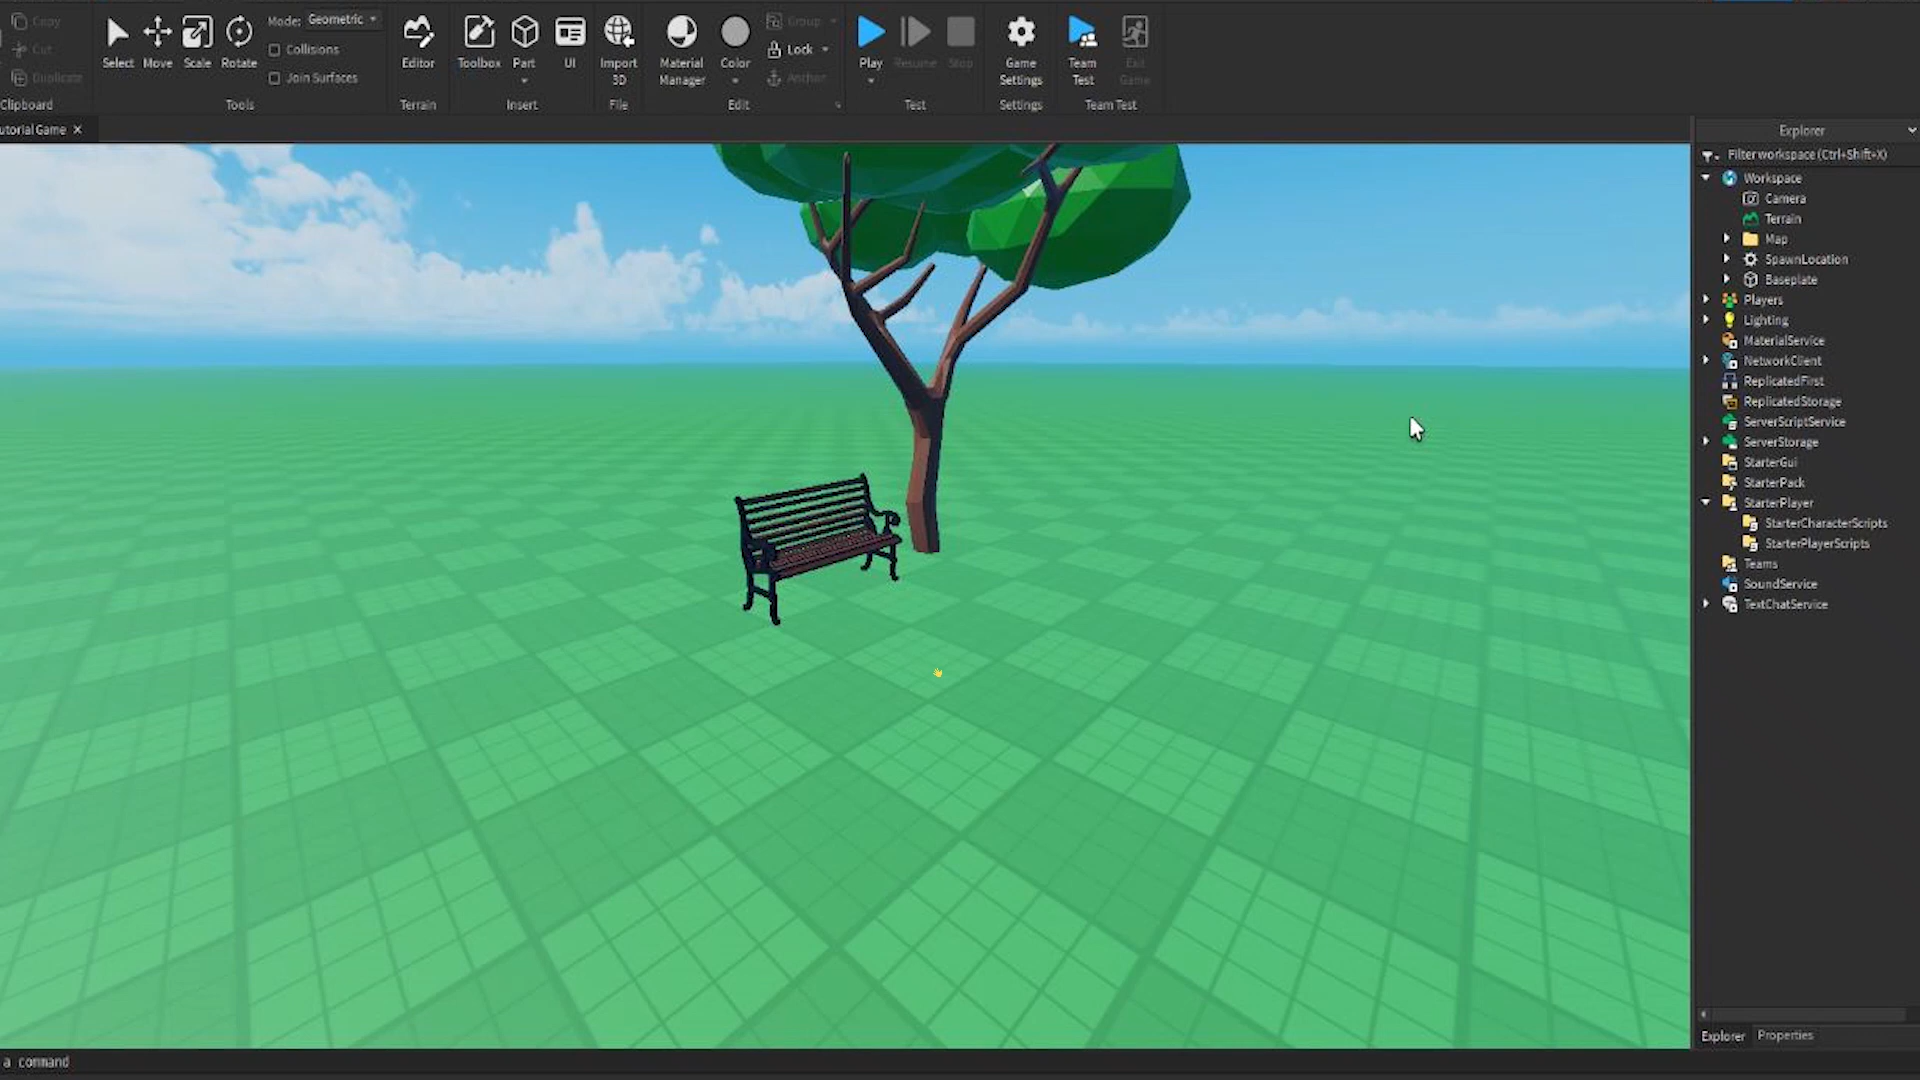 Copy
Cut
Duplicate
Clipboard
Select
Move
Scale
Rotate
Mode: Geometric
Collisions
Join Surfaces
Tools
Editor
Terrain
Toolbox
Part
UI
Insert
Import
3D
File
Material
Manager
Color
Group
Lock
Anchor
Edit
Play
Resume
Stop
Test
Game
Settings
Settings
Team
Test
Exit
Game
Team Test
utorial Game
Explorer
Filter workspace (Ctrl+Shift+X)
Workspace
Camera
Terrain
Map
SpawnLocation
Baseplate
Players
Lighting
MaterialService
NetworkClient
ReplicatedFirst
ReplicatedStorage
ServerScriptService
ServerStorage
StarterGui
StarterPack
StarterPlayer
StarterCharacterScripts
StarterPlayerScripts
Teams
SoundService
TextChatService
Explorer
Properties
a command